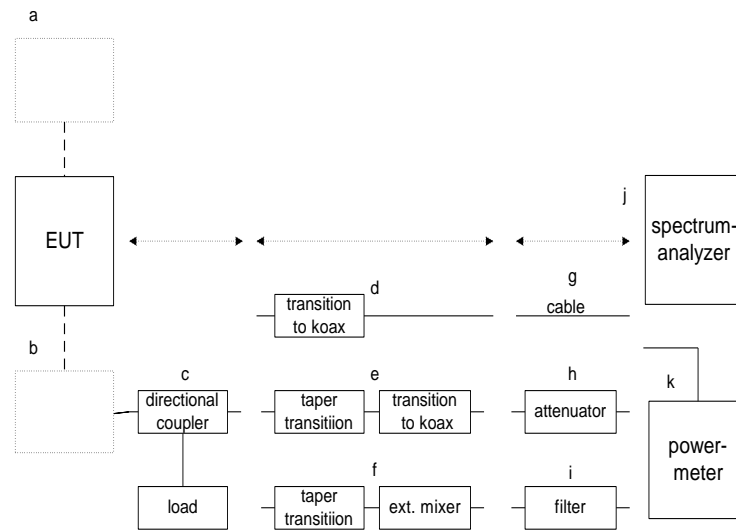 a
EUT
j
spectrum-
analyzer
g
cable
d
transition
to koax
b
c
directional
coupler
e
taper
transitiion
transition
to koax
h
attenuator
k
power-
meter
load
f
taper
transitiion
ext. mixer
i
filter